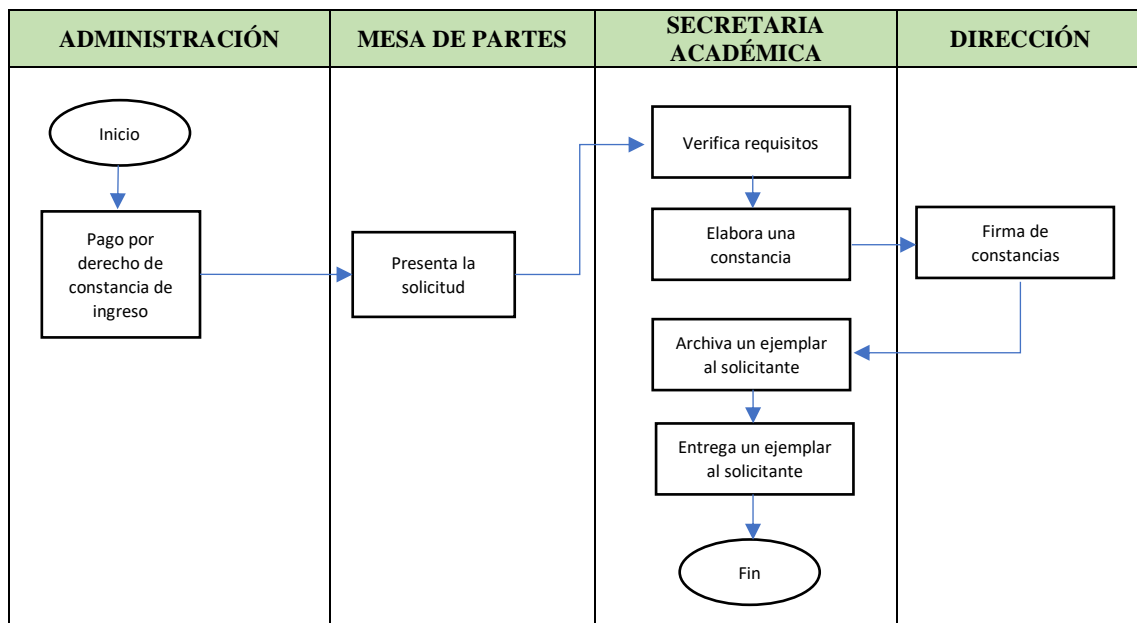 ADMINISTRACIÓN
MESA DE PARTES
SECRETARIA
ACADÉMICA
DIRECCIÓN
Inicio
Pago por
derecho de
constancia de
ingreso
Presenta la
solicitud
Verifica requisitos
Elabora una
constancia
Firma de
constancias
Archiva un ejemplar
al solicitante
Entrega un ejemplar
al solicitante
Fin